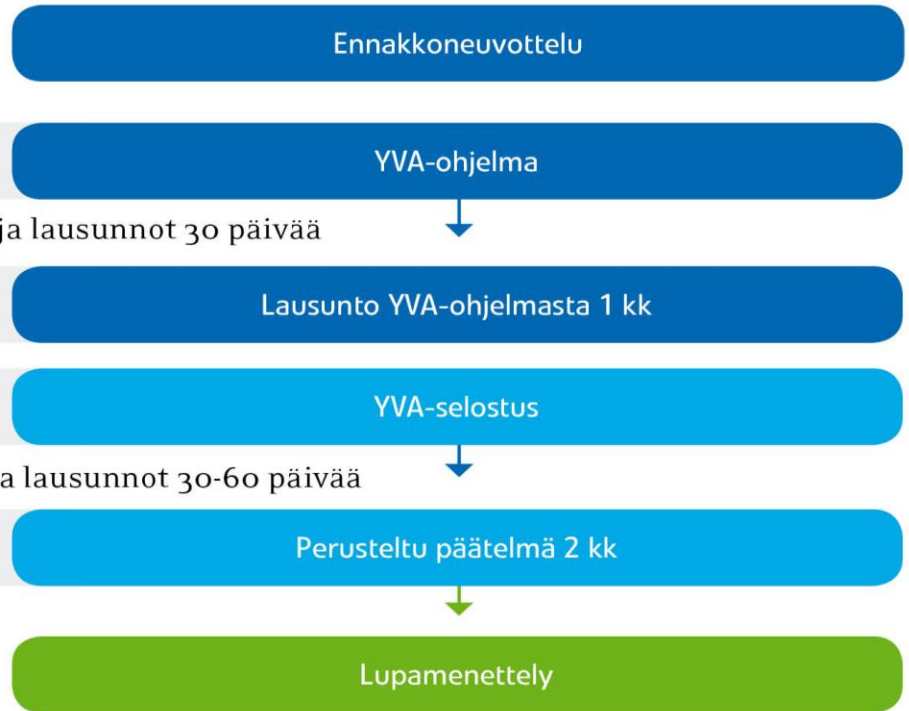 Ennakkoneuvottelu
YVA-ohjelma
ja lausunnot 30 päivää
Lausunto YVA-ohjelmasta 1 kk
YVA-selostus
a lausunnot 30-60 päivää
Perusteltu päätelmä 2 kk
Lupamenettely